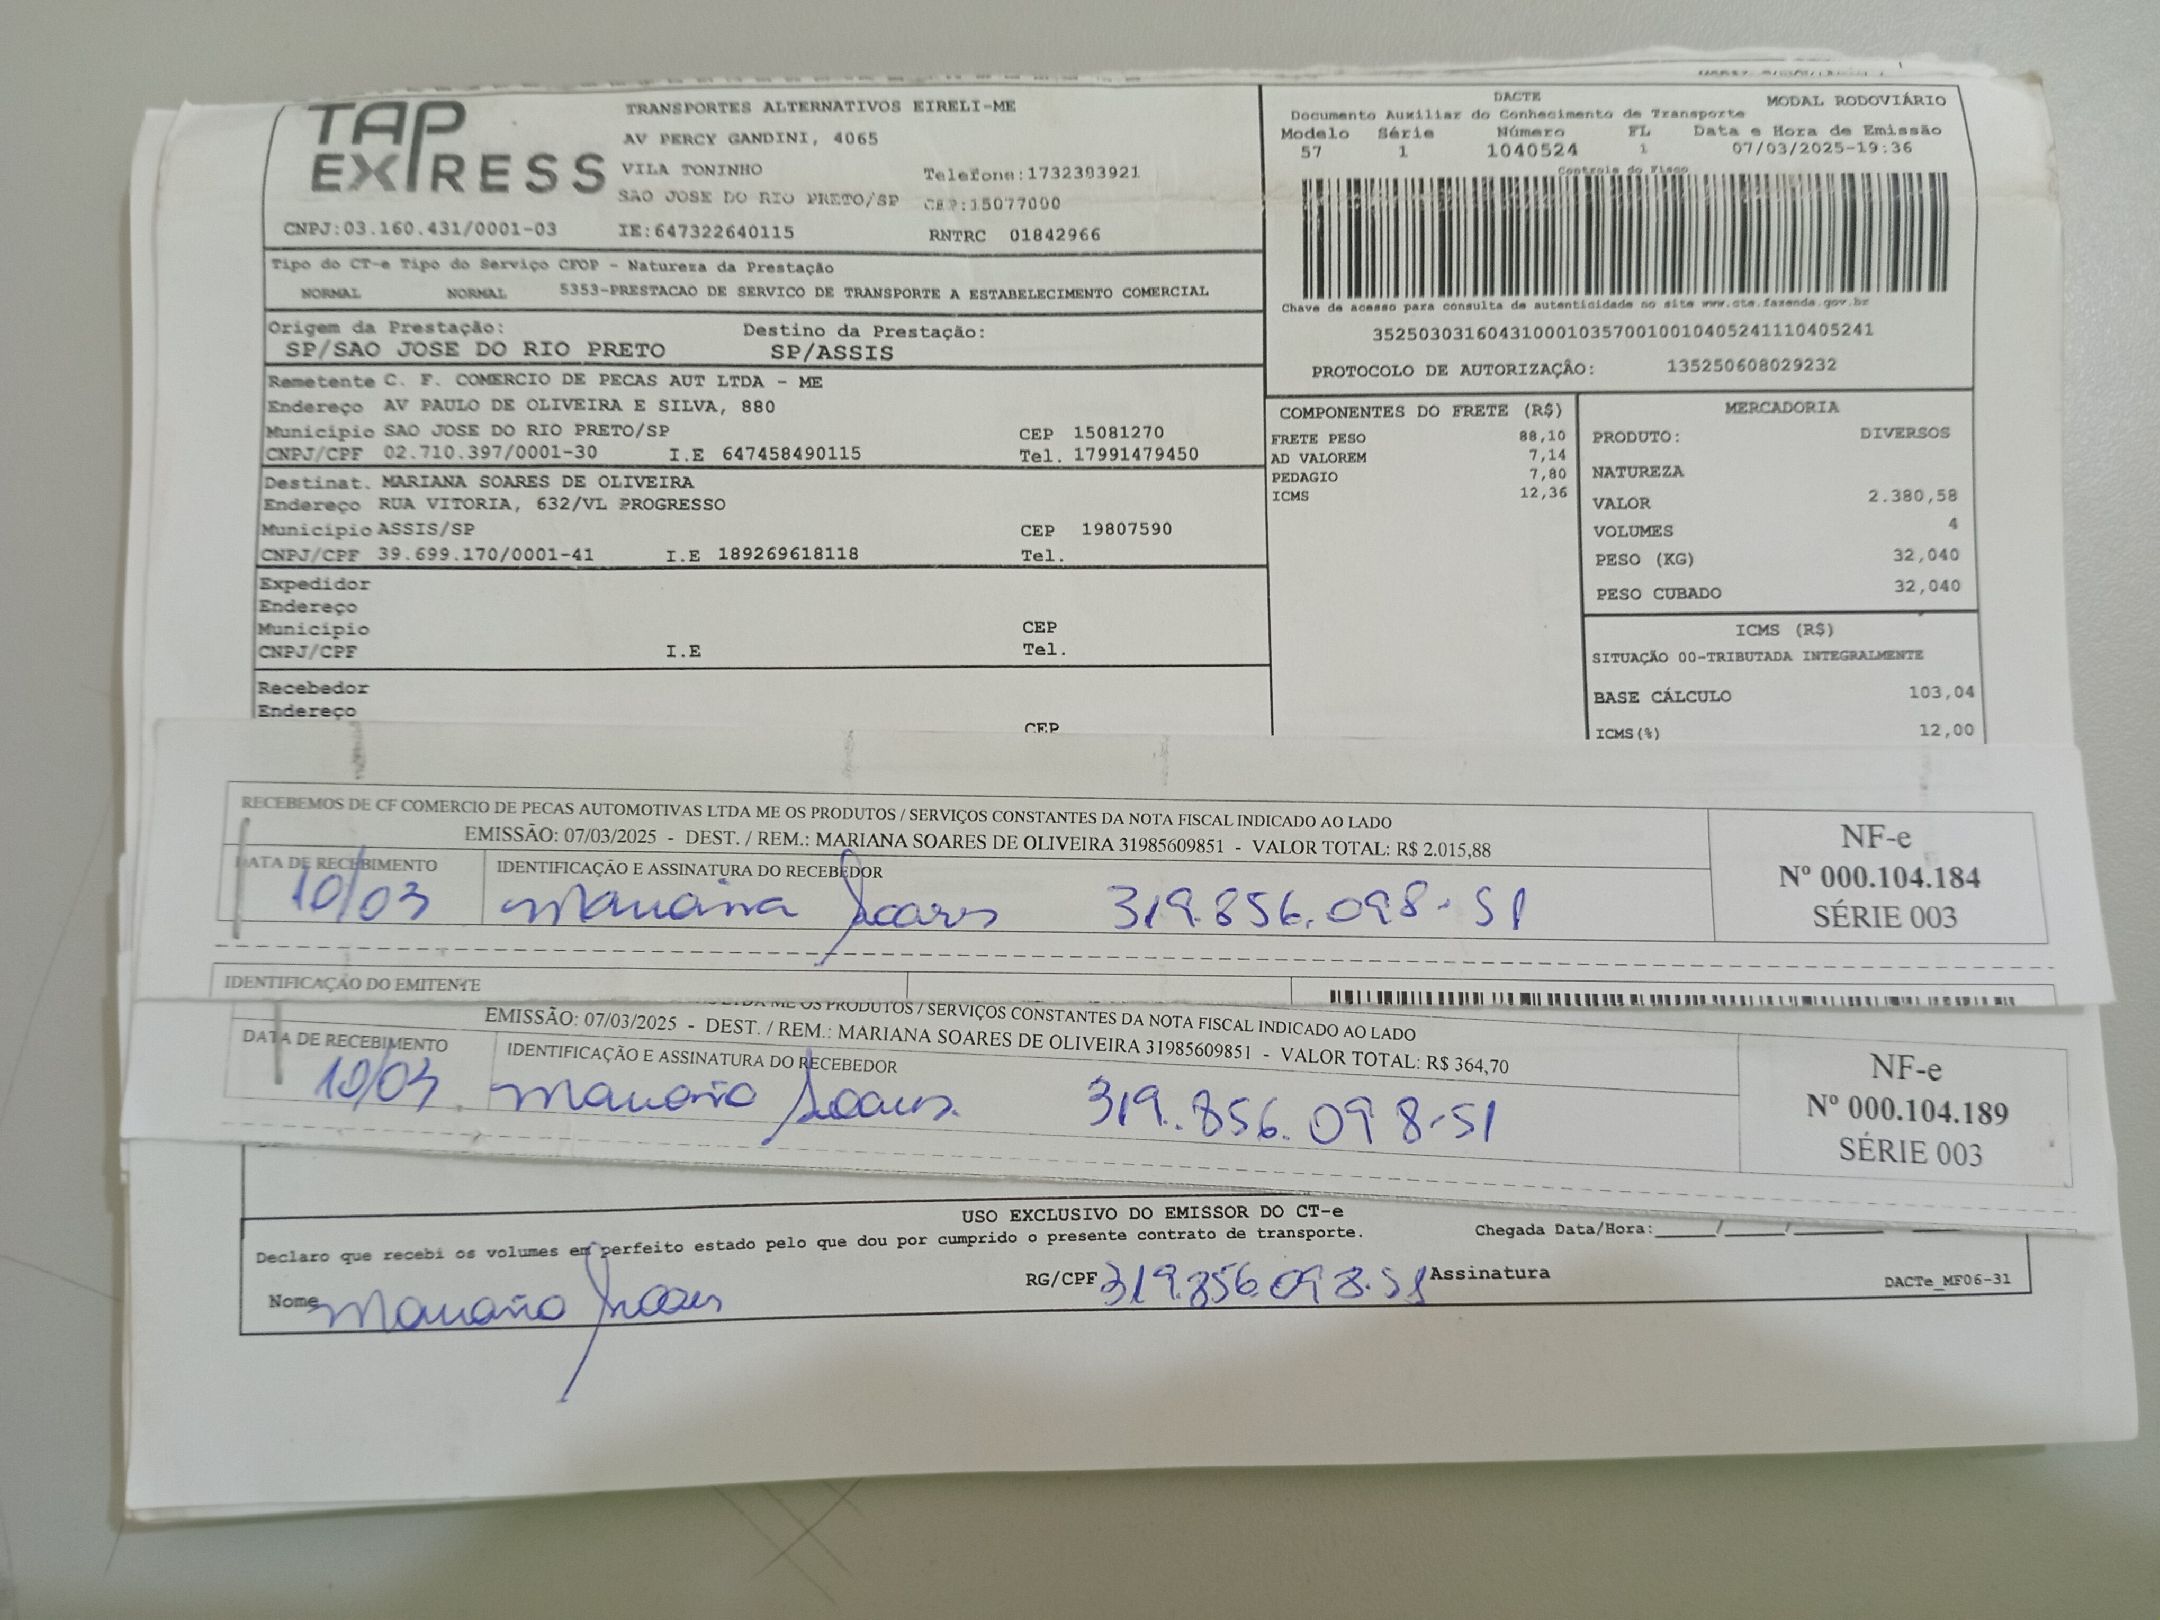 TAP EXPRESS
TRANSPORTES ALTERNATIVOS EIRELI-ME
AV PERCY GANDINI, 4065
VILA TONINHO Telefone:1732303921
SAO JOSE DO RIO PRETO/SP CEP:15077000
CNPJ:03.160.431/0001-03 IE:647322640115 RNTRC 01842966
DACTE MODAL RODOVIÁRIO
Documento Auxiliar do Conhecimento de Transporte
Modelo Série Número FL Data e Hora de Emissão
57 1 1040524 1 07/03/2025-19:36
Controle do Fisco
Chave de acesso para consulta de autenticidade no site www.cte.fazenda.gov.br
35250303160431000103570010010405241110405241
PROTOCOLO DE AUTORIZAÇÃO: 135250608029232
Tipo do CT-e Tipo do Serviço CFOP - Natureza da Prestação
NORMAL NORMAL 5353-PRESTACAO DE SERVICO DE TRANSPORTE A ESTABELECIMENTO COMERCIAL
Origem da Prestação: Destino da Prestação:
SP/SAO JOSE DO RIO PRETO SP/ASSIS
Remetente C. F. COMERCIO DE PECAS AUT LTDA - ME
Endereço AV PAULO DE OLIVEIRA E SILVA, 880
Município SAO JOSE DO RIO PRETO/SP CEP 15081270
CNPJ/CPF 02.710.397/0001-30 I.E 647458490115 Tel. 17991479450
Destinat. MARIANA SOARES DE OLIVEIRA
Endereço RUA VITORIA, 632/VL PROGRESSO
Município ASSIS/SP CEP 19807590
CNPJ/CPF 39.699.170/0001-41 I.E 189269618118 Tel.
Expedidor
Endereço
Município CEP
CNPJ/CPF I.E Tel.
Recebedor
Endereço
CEP
COMPONENTES DO FRETE (R$)
FRETE PESO 88,10
AD VALOREM 7,14
PEDAGIO 7,80
ICMS 12,36
MERCADORIA
PRODUTO: DIVERSOS
NATUREZA
VALOR 2.380,58
VOLUMES 4
PESO (KG) 32,040
PESO CUBADO 32,040
ICMS (R$)
SITUAÇÃO 00-TRIBUTADA INTEGRALMENTE
BASE CÁLCULO 103,04
ICMS(%) 12,00
RECEBEMOS DE CF COMERCIO DE PECAS AUTOMOTIVAS LTDA ME OS PRODUTOS / SERVIÇOS CONSTANTES DA NOTA FISCAL INDICADO AO LADO
EMISSÃO: 07/03/2025 - DEST. / REM.: MARIANA SOARES DE OLIVEIRA 31985609851 - VALOR TOTAL: R$ 2.015,88
DATA DE RECEBIMENTO IDENTIFICAÇÃO E ASSINATURA DO RECEBEDOR
10/03 Mariana Soares 319.856.098-51
NF-e
Nº 000.104.184
SÉRIE 003
IDENTIFICAÇÃO DO EMITENTE
LTDA ME OS PRODUTOS / SERVIÇOS CONSTANTES DA NOTA FISCAL INDICADO AO LADO
EMISSÃO: 07/03/2025 - DEST. / REM.: MARIANA SOARES DE OLIVEIRA 31985609851 - VALOR TOTAL: R$ 364,70
DATA DE RECEBIMENTO IDENTIFICAÇÃO E ASSINATURA DO RECEBEDOR
10/03 Mariana Soares 319.856.098-51
NF-e
Nº 000.104.189
SÉRIE 003
USO EXCLUSIVO DO EMISSOR DO CT-e
Declaro que recebi os volumes em perfeito estado pelo que dou por cumprido o presente contrato de transporte. Chegada Data/Hora:____/____/______
Nome Mariana Soares RG/CPF 319.856.098-51 Assinatura DACTe_MF06-31